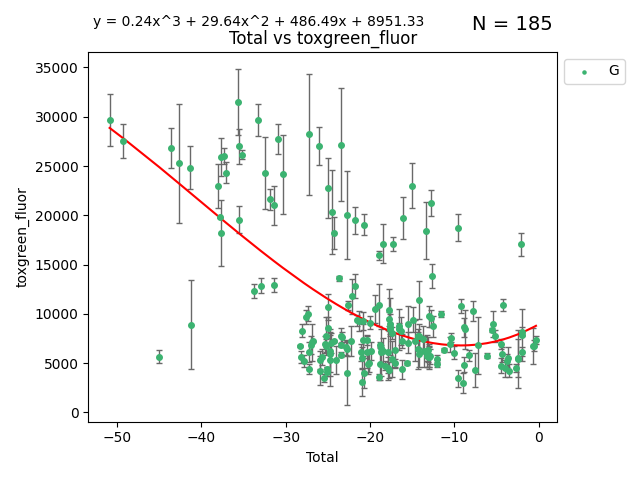 y = 0.24x^3 + 29.64x^2 + 486.49x + 8951.33
N = 185
Total vs toxgreen_fluor
G
35000
30000
25000
20000
15000
10000
5000
0
toxgreen_fluor
−50 −40 −30 −20 −10 0
Total